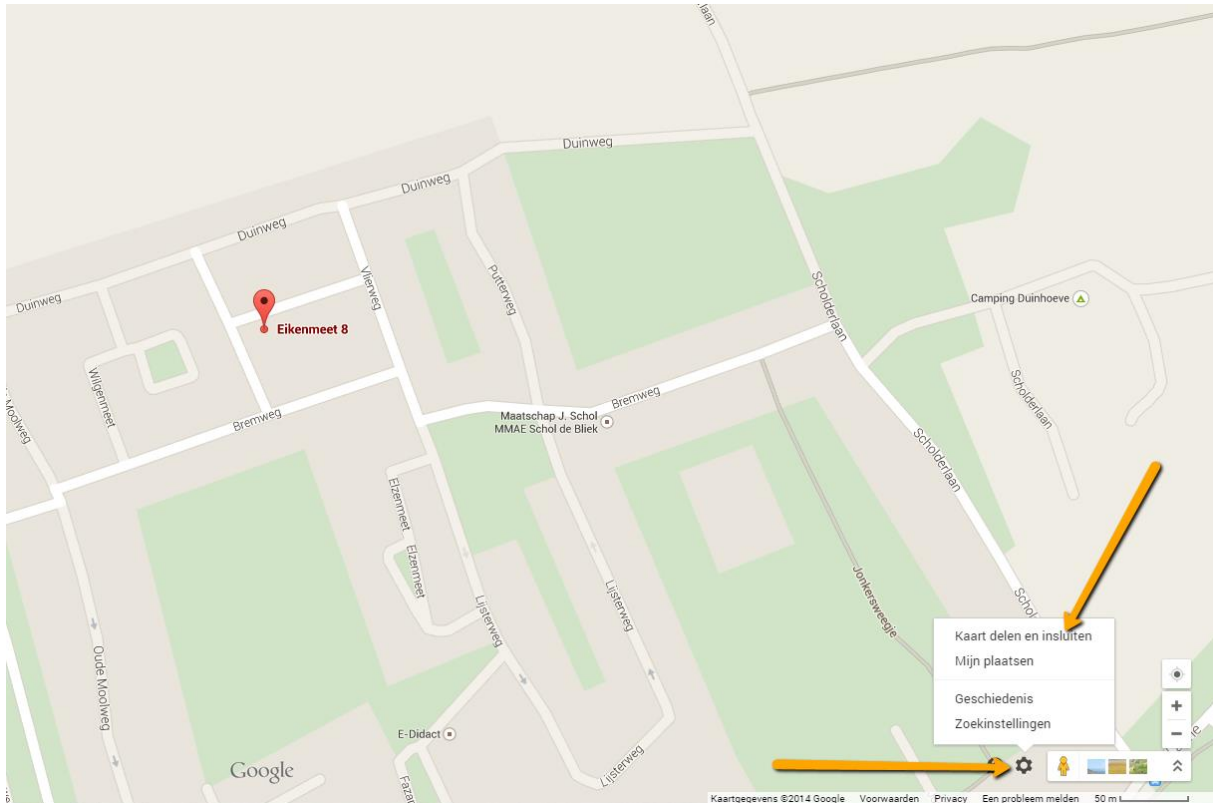 Duinweg
Duinweg
Duinweg
Duinweg
Vlierweg
Putterweg
Scholderlaan
Camping Duinhoeve
Eikenmeet 8
Wilgenmeet
Moolweg
Bremweg
Bremweg
Maatschap J. Schol
MMAE Schol de Bliek
Scholderlaan
Scholderlaan
Elzenmeet
Elzenmeet
Lijsterweg
Lijsterweg
Jonkersweegje
Oude Moolweg
Kaart delen en insluiten
Mijn plaatsen
Geschiedenis
Zoekinstellingen
E-Didact
Lijsterweg
Google
Kaartgegevens ©2014 Google Voorwaarden Privacy Een probleem melden 50 m